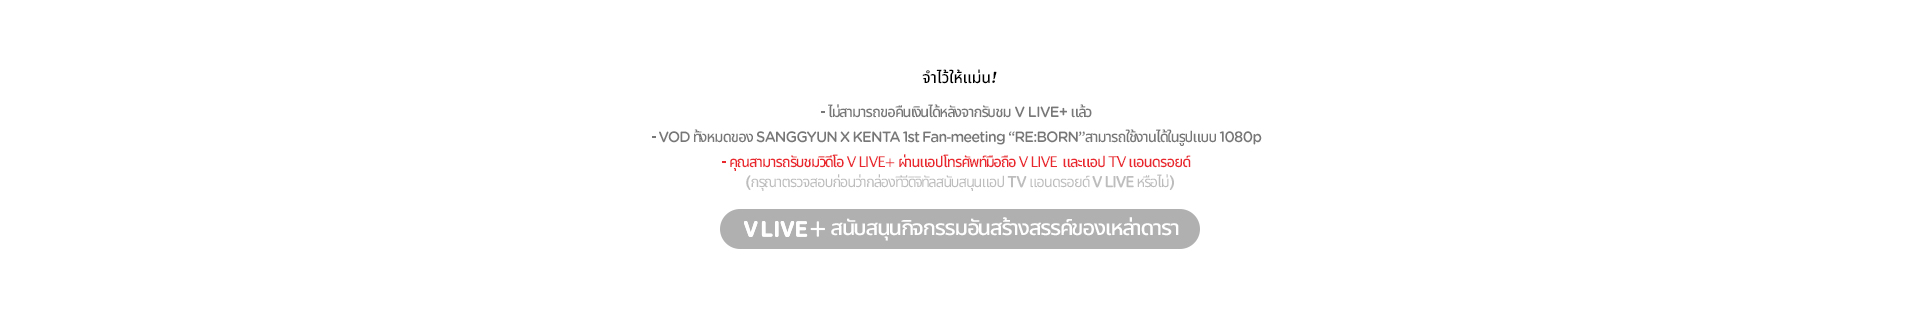 จำไว้ให้แม่น!
- ไม่สามารถขอคืนเงินได้หลังจากรับชม V LIVE+ แล้ว
- VOD ทั้งหมดของ SANGGYUN X KENTA 1st Fan-meeting “RE:BORN”สามารถใช้งานได้ในรูปแบบ 1080p
- คุณสามารถรับชมวิดีโอ V LIVE+ ผ่านแอปโทรศัพท์มือถือ V LIVE และแอป TV แอนดรอยด์
(กรุณาตรวจสอบก่อนว่ากล่องทีวีดิจิทัลสนับสนุนแอป TV แอนดรอยด์ V LIVE หรือไม่)
V LIVE+ สนับสนุนกิจกรรมอันสร้างสรรค์ของเหล่าดารา